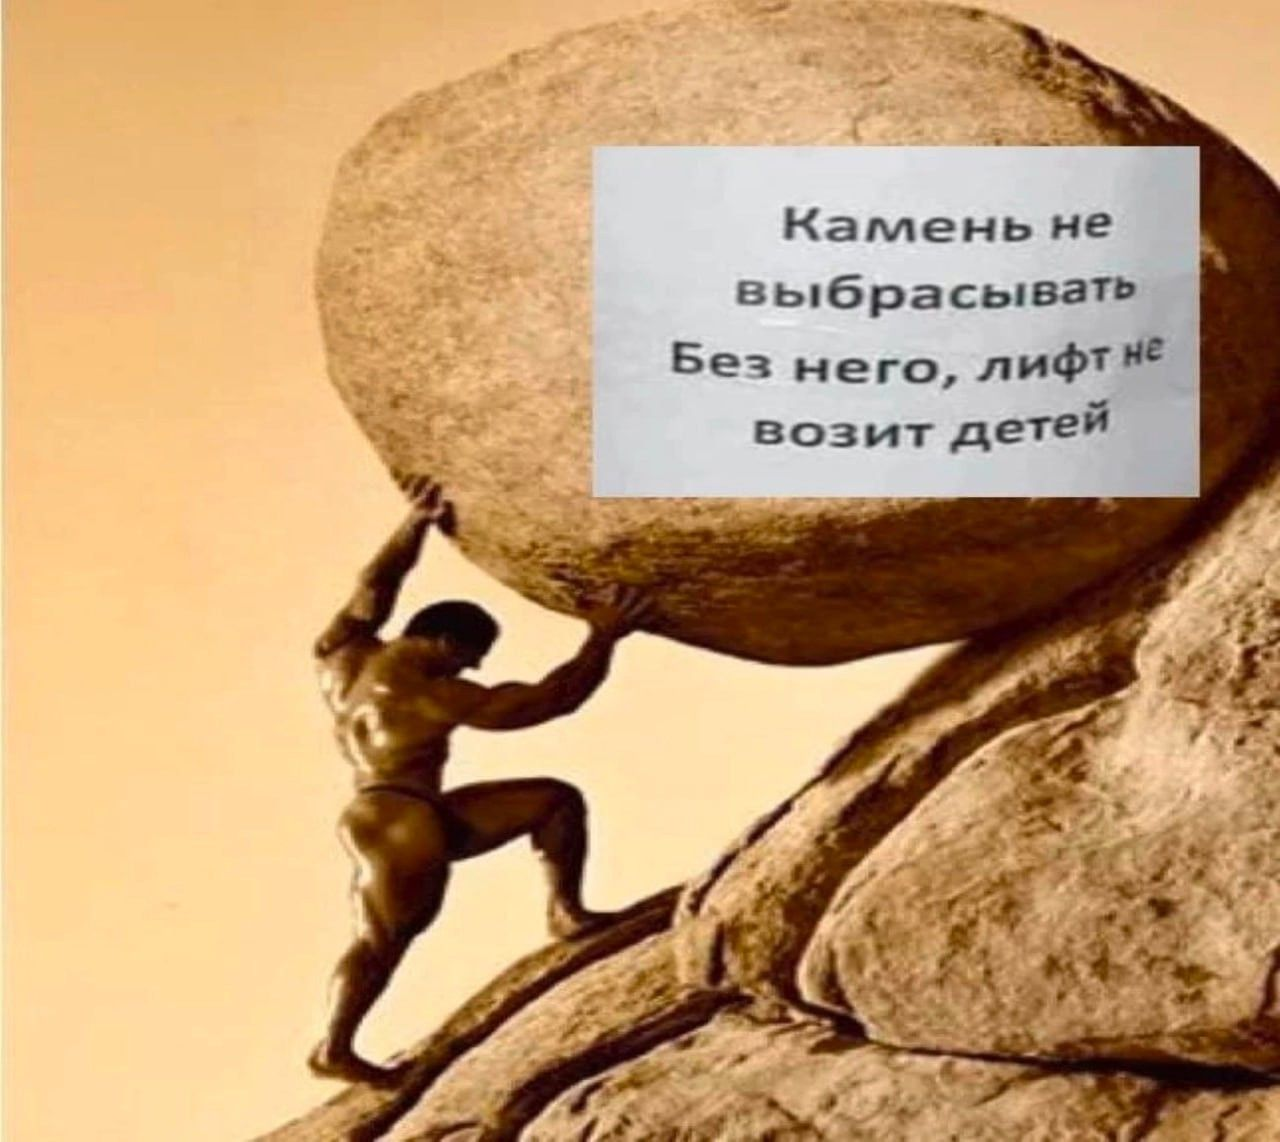 Камень не
выбрасывать
Без него, лифт не
возит детей